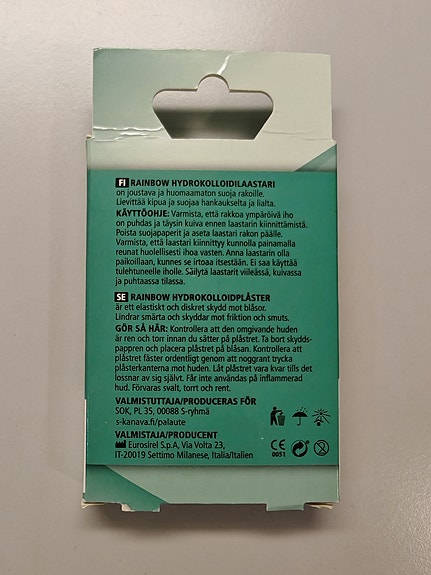 FI RAINBOW HYDROKOLLOIDILAASTARI
on joustava ja huomaamaton suoja rakoille.
Lievittää kipua ja suojaa hankaukselta ja lialta.
KÄYTTÖOHJE: Varmista, että rakkoa ympäröivä iho
on puhdas ja täysin kuiva ennen laastarin kiinnittämistä.
Poista suojapaperit ja aseta laastari rakon päälle.
Varmista, että laastari kiinnittyy kunnolla painamalla
reunat huolellisesti ihoa vasten. Anna laastarin olla
paikoillaan, kunnes se irtoaa itsestään. Ei saa käyttää
tulehtuneelle iholle. Säilytä laastarit viileässä, kuivassa
ja puhtaassa tilassa.
SE RAINBOW HYDROKOLLOIDPLÅSTER
är ett elastiskt och diskret skydd mot blåsor.
Lindrar smärta och skyddar mot friktion och smuts.
GÖR SÅ HÄR: Kontrollera att den omgivande huden
är ren och torr innan du sätter på plåstret. Ta bort skydds-
pappren och placera plåstret på blåsan. Kontrollera att
plåstret fäster ordentligt genom att noggrant trycka
plåsterkanterna mot huden. Låt plåstret vara kvar tills det
lossnar av sig självt. Får inte användas på inflammerad
hud. Förvaras svalt, torrt och rent.
VALMISTUTTAJA/PRODUCERAS FÖR
SOK, PL 35, 00088 S-ryhmä
s-kanava.fi/palaute
VALMISTAJA/PRODUCENT
Eurosirel S.p.A, Via Volta 23,
IT-20019 Settimo Milanese, Italia/Italien
CE
0051